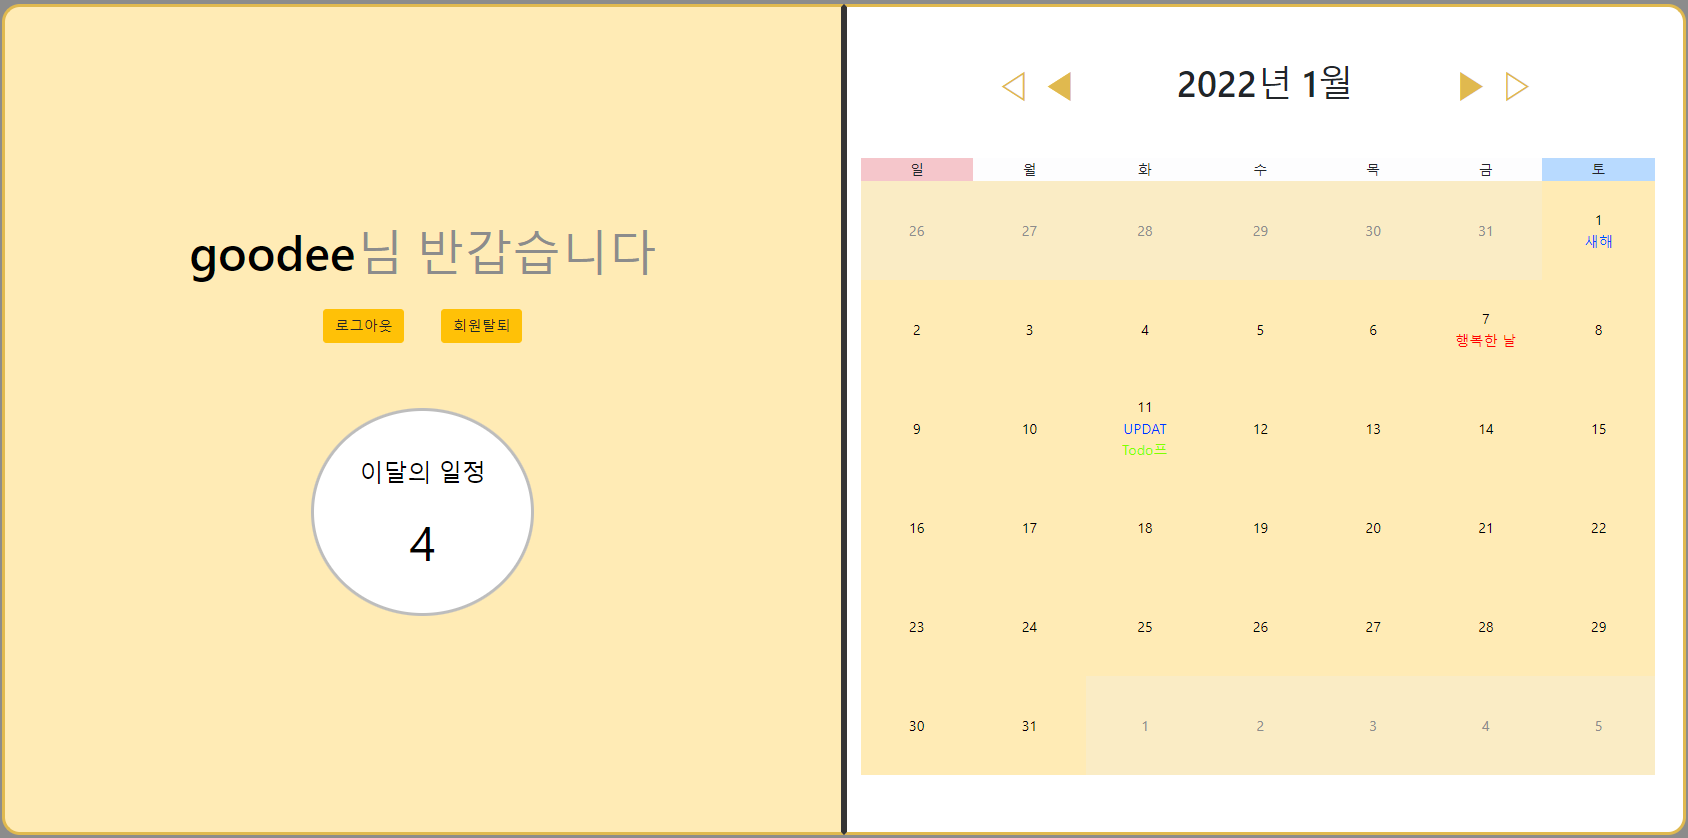 goodee님 반갑습니다
로그아웃 회원탈퇴
이달의 일정
4
2022년 1월
일 월 화 수 목 금 토
26 27 28 29 30 31 1
새해
2 3 4 5 6 7 8
행복한 날
9 10 11 12 13 14 15
UPDAT
Todo프
16 17 18 19 20 21 22
23 24 25 26 27 28 29
30 31 1 2 3 4 5